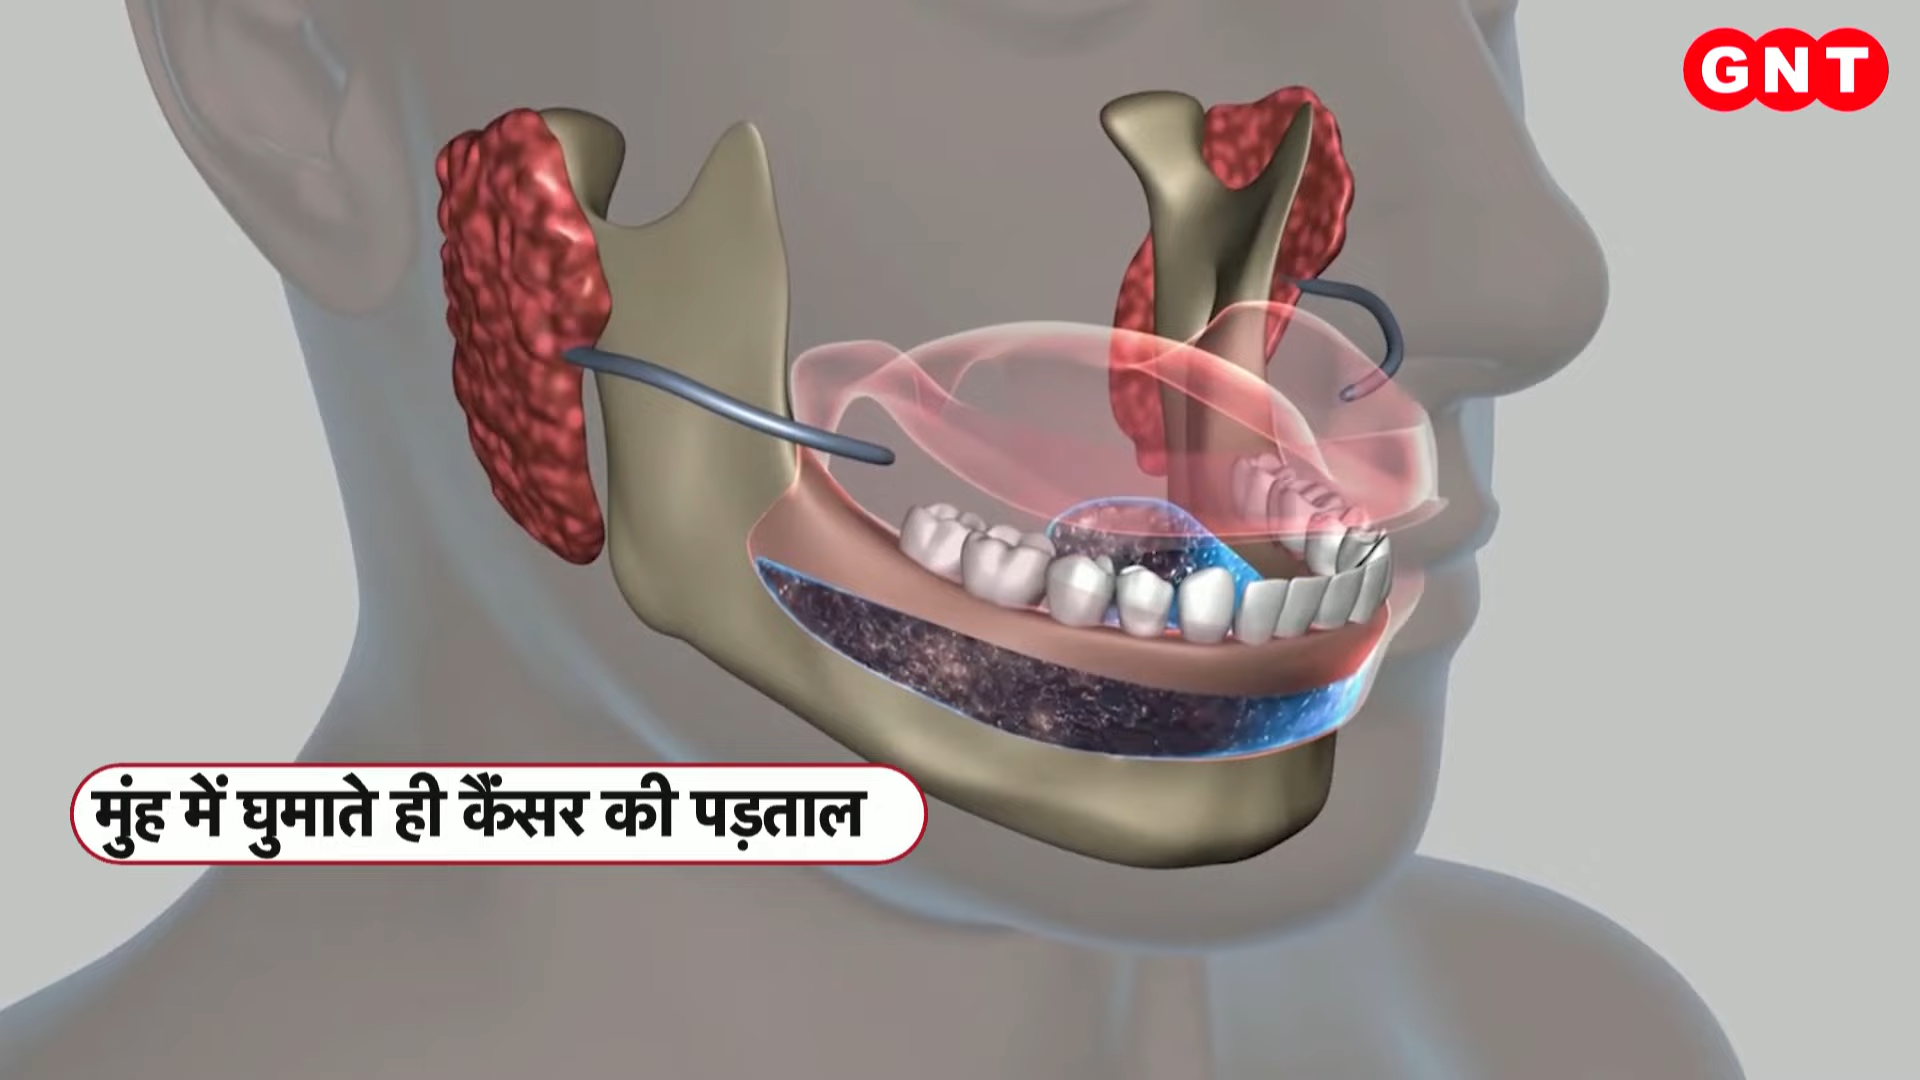 GNT
मुंह में घुमाते ही कैंसर की पड़ताल